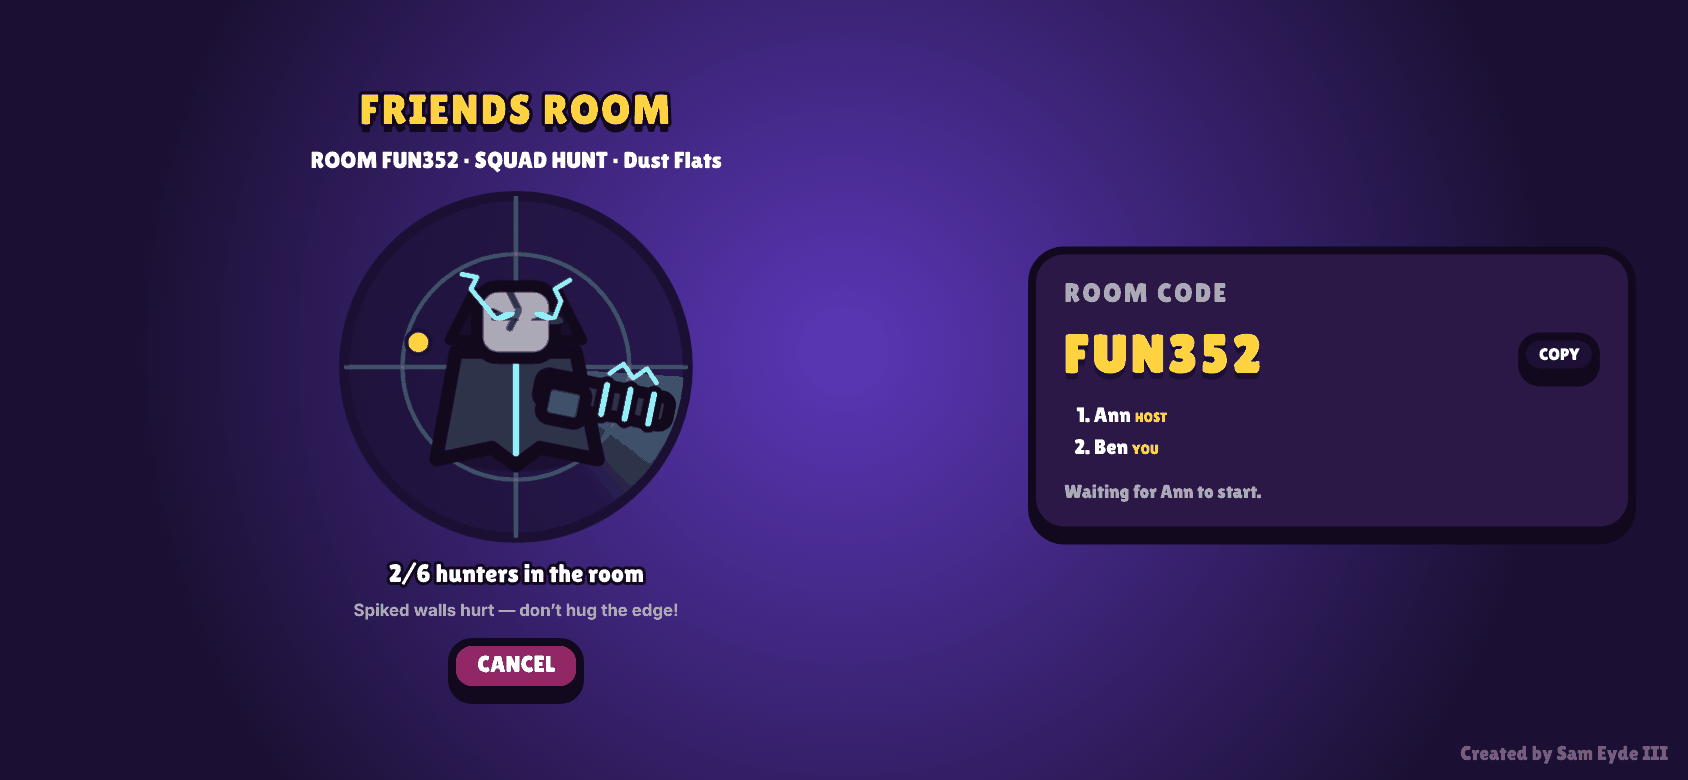 FRIENDS ROOM
ROOM FUN352 · SQUAD HUNT · Dust Flats
2/6 hunters in the room
Spiked walls hurt — don’t hug the edge!
CANCEL
ROOM CODE
FUN352
COPY
1. Ann HOST
2. Ben YOU
Waiting for Ann to start.
Created by Sam Eyde III